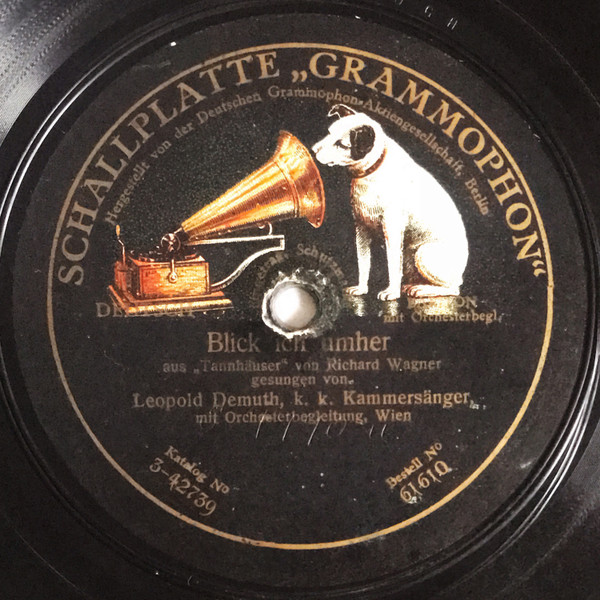 SCHALLPLATTE „GRAMMOPHON“
Hergestellt von der Deutschen Grammophon-Aktiengesellschaft, Berlin
DEUTSCH
mit Orchesterbegl.
Blick ich umher
aus „Tannhäuser“ von Richard Wagner
gesungen von
Leopold Demuth, k. k. Kammersänger,
mit Orchesterbegleitung, Wien
Katalog No
3-42739
Bestell No
61610